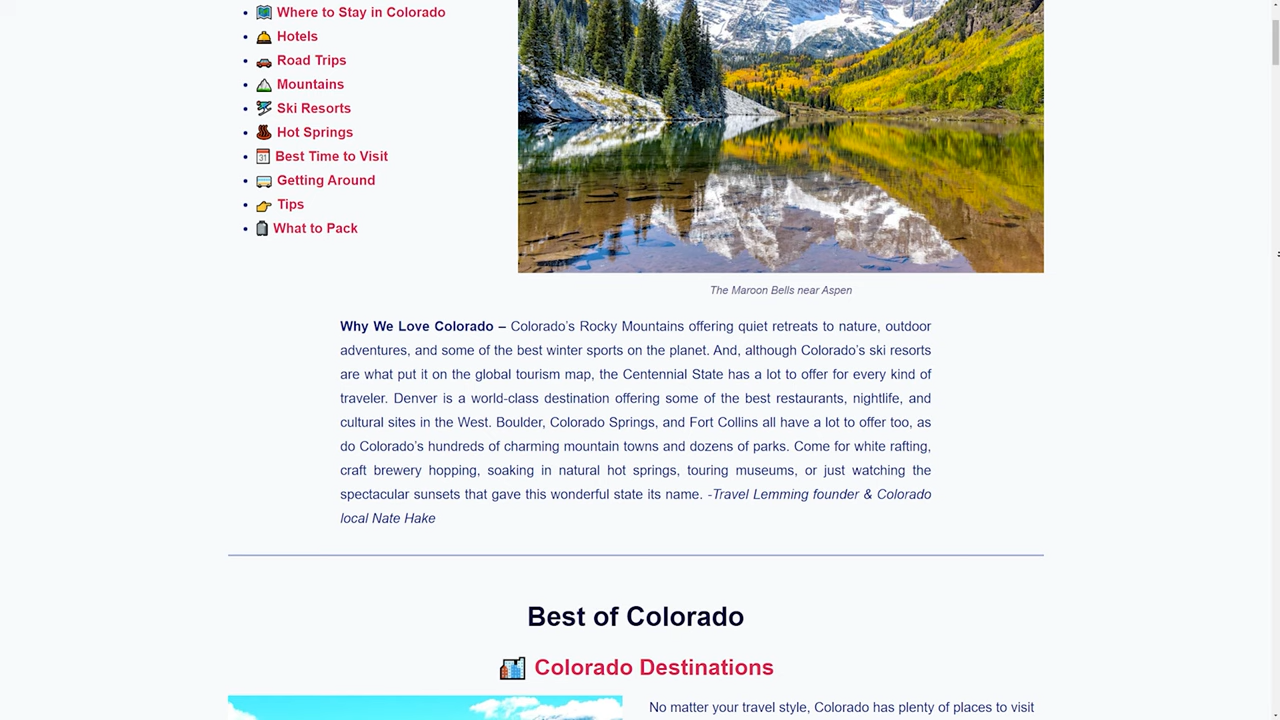 Where to Stay in Colorado
Hotels
Road Trips
Mountains
Ski Resorts
Hot Springs
31 Best Time to Visit
Getting Around
Tips
What to Pack
The Maroon Bells near Aspen
Why We Love Colorado – Colorado’s Rocky Mountains offering quiet retreats to nature, outdoor
adventures, and some of the best winter sports on the planet. And, although Colorado’s ski resorts
are what put it on the global tourism map, the Centennial State has a lot to offer for every kind of
traveler. Denver is a world-class destination offering some of the best restaurants, nightlife, and
cultural sites in the West. Boulder, Colorado Springs, and Fort Collins all have a lot to offer too, as
do Colorado’s hundreds of charming mountain towns and dozens of parks. Come for white rafting,
craft brewery hopping, soaking in natural hot springs, touring museums, or just watching the
spectacular sunsets that gave this wonderful state its name. -Travel Lemming founder & Colorado
local Nate Hake
Best of Colorado
Colorado Destinations
No matter your travel style, Colorado has plenty of places to visit